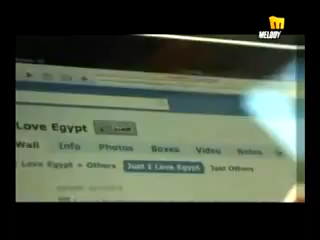 MELODY
Love Egypt
Wall Info Photos Boxes Video Notes
I Love Egypt + Others Just I Love Egypt Just Others